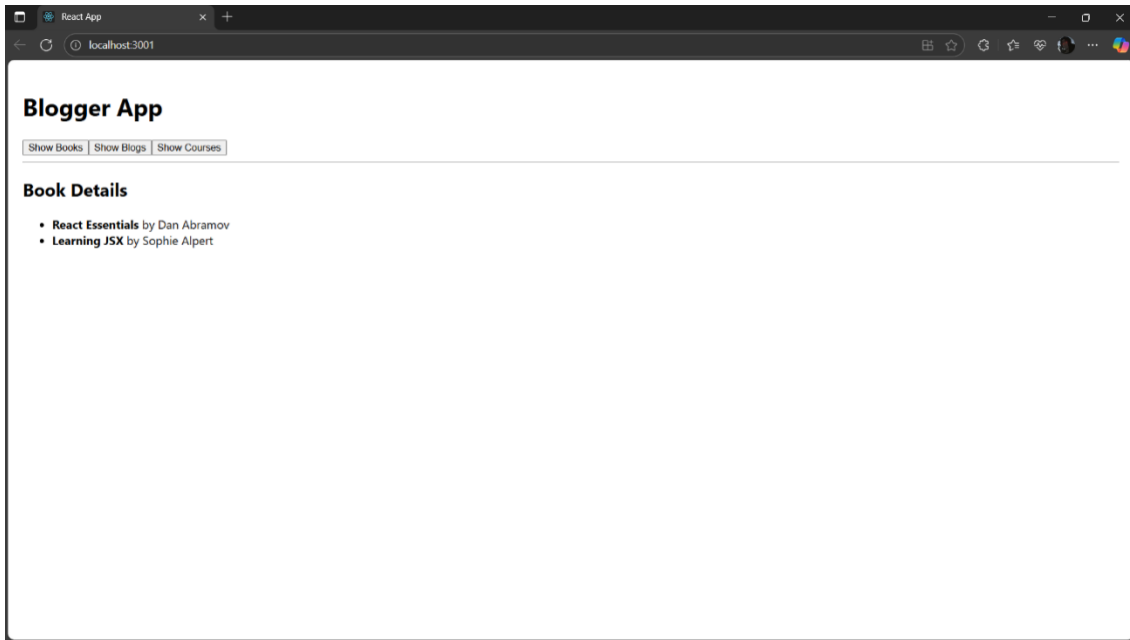 React App
localhost:3001
Blogger App
Show Books Show Blogs Show Courses
Book Details
• React Essentials by Dan Abramov
• Learning JSX by Sophie Alpert